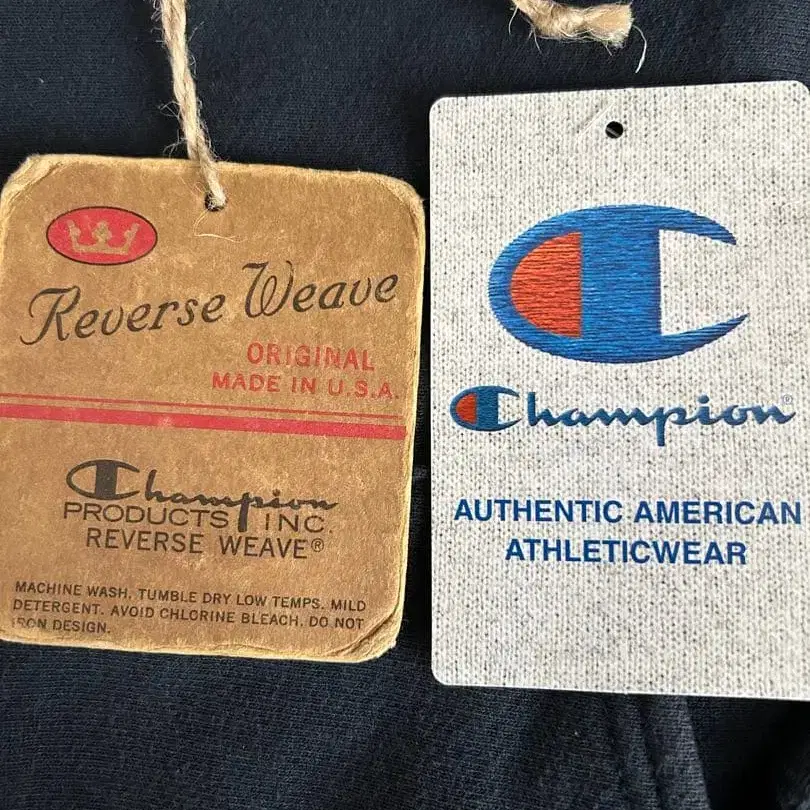 Reverse Weave
ORIGINAL
MADE IN U.S.A.
Champion
PRODUCTS INC.
REVERSE WEAVE®
MACHINE WASH. TUMBLE DRY LOW TEMPS. MILD
DETERGENT. AVOID CHLORINE BLEACH. DO NOT
IRON DESIGN.
Champion®
AUTHENTIC AMERICAN
ATHLETICWEAR